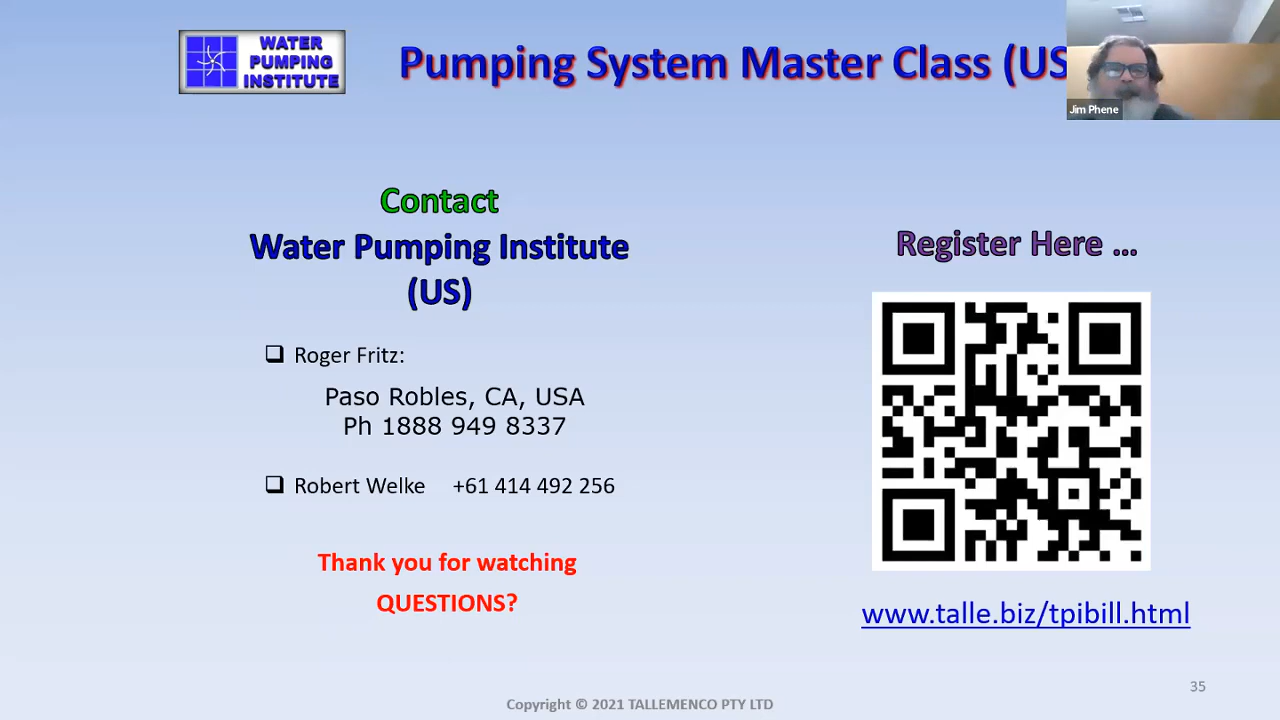 WATER
PUMPING
INSTITUTE
Pumping System Master Class (US
Jim Phene
Contact
Water Pumping Institute
(US)
Register Here ...
Roger Fritz:
Paso Robles, CA, USA
Ph 1888 949 8337
Robert Welke +61 414 492 256
Thank you for watching
QUESTIONS?
www.talle.biz/tpibill.html
35
Copyright © 2021 TALLEMENCO PTY LTD